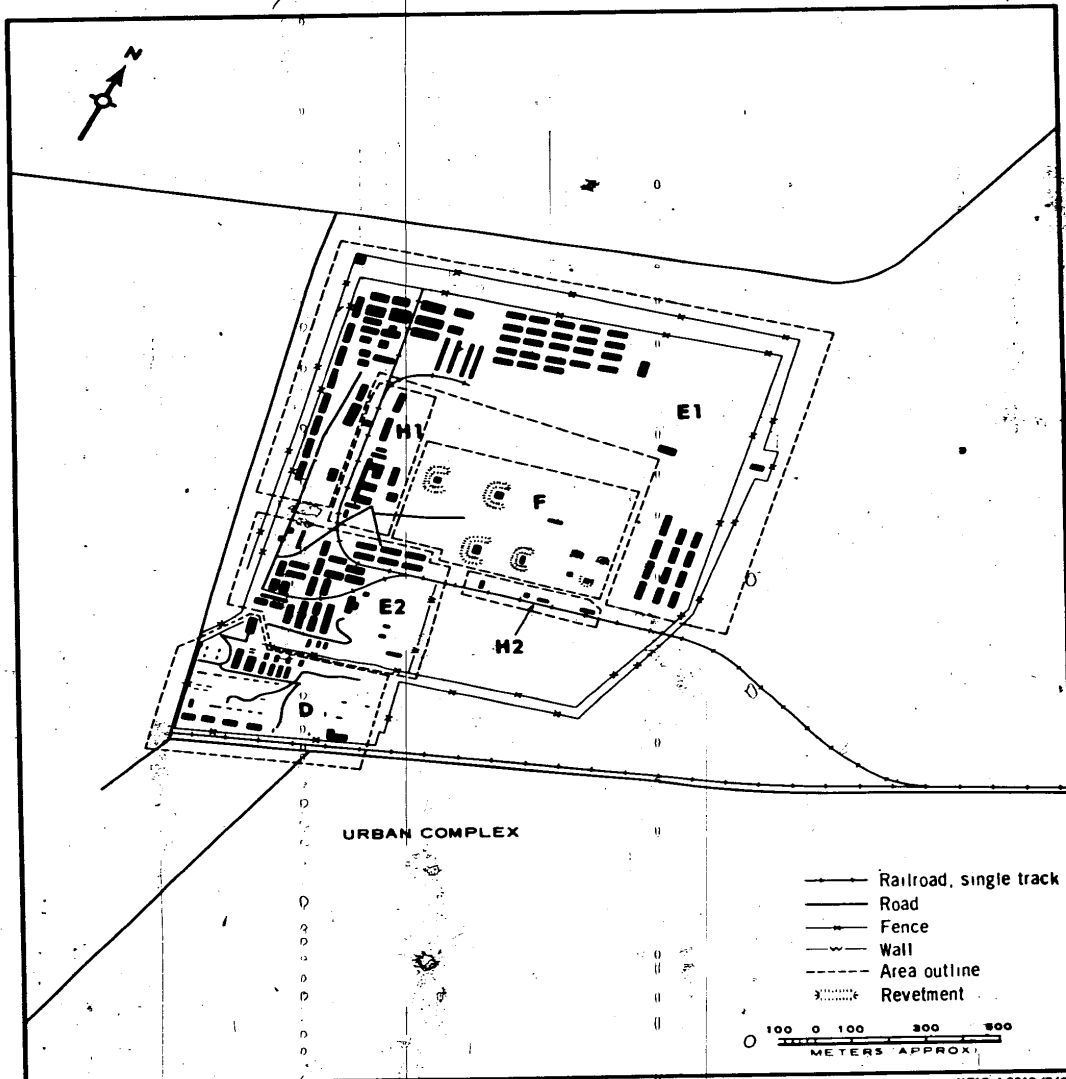 N
E1
H1
F
E2
H2
D
URBAN COMPLEX
Railroad, single track
Road
Fence
Wall
Area outline
Revetment
100 0 100 300 500
METERS (APPROX)